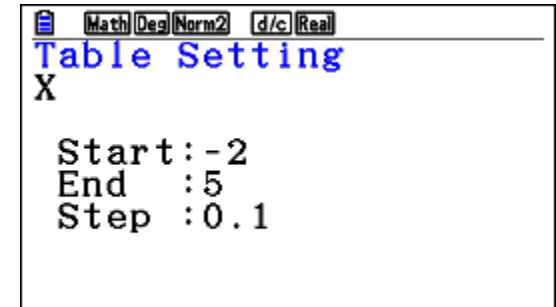 Math Deg Norm2 d/c Real
Table Setting
X
Start:-2
End :5
Step :0.1